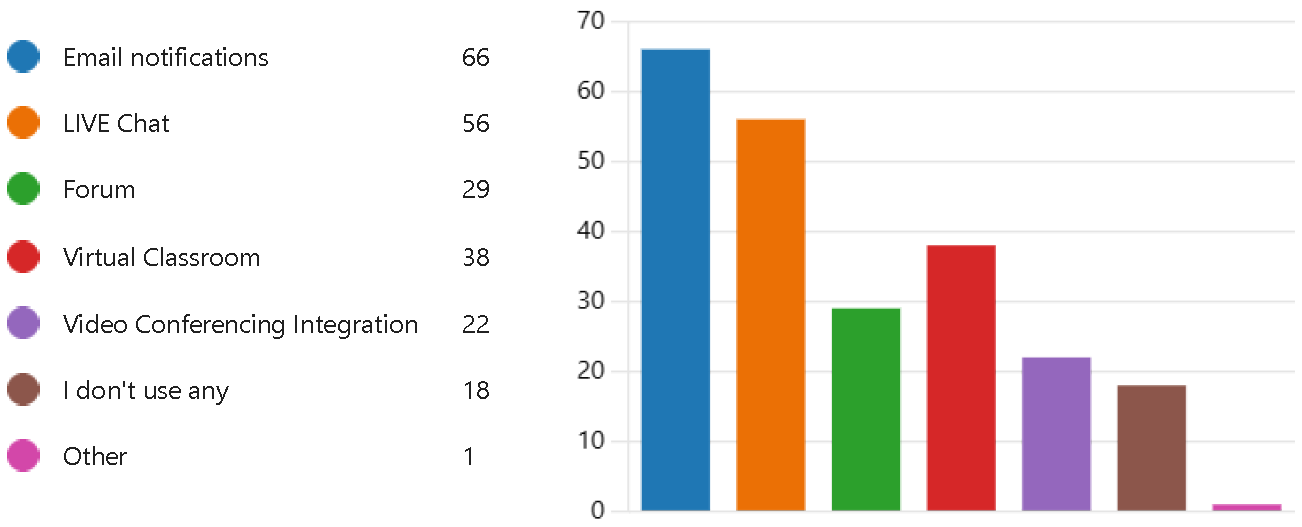 Email notifications 66
LIVE Chat 56
Forum 29
Virtual Classroom 38
Video Conferencing Integration 22
I don't use any 18
Other 1
70
60
50
40
30
20
10
0